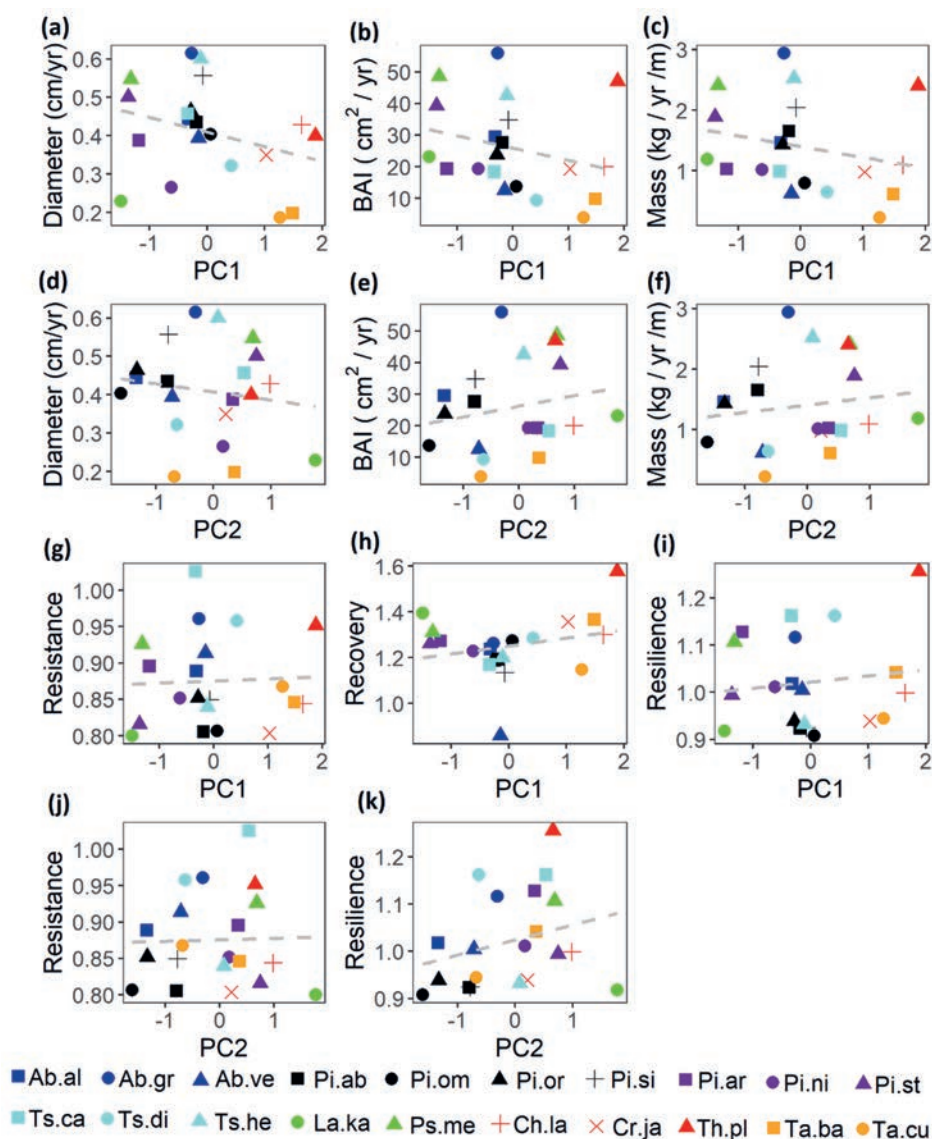 (a) (b) (c)
Diameter (cm/yr) BAI ( cm² / yr) Mass (kg / yr /m)
0.6 50 3
0.5 40
0.4 30 2
0.3 20
0.2 10 1
-1 0 1 2 -1 0 1 2 -1 0 1 2
PC1 PC1 PC1
(d) (e) (f)
Diameter (cm/yr) BAI ( cm² / yr) Mass (kg / yr /m)
0.6 50 3
0.5 40
0.4 30 2
0.3 20
0.2 10 1
-1 0 1 -1 0 1 -1 0 1
PC2 PC2 PC2
(g) (h) (i)
Resistance Recovery Resilience
1.00 1.6 1.2
0.95 1.4 1.1
0.90 1.2 1.0
0.85 1.0 0.9
0.80
-1 0 1 2 -1 0 1 2 -1 0 1 2
PC1 PC1 PC1
(j) (k)
Resistance Resilience
1.00 1.2
0.95 1.1
0.90 1.0
0.85 0.9
0.80
-1 0 1 -1 0 1
PC2 PC2
Ab.al Ab.gr Ab.ve Pi.ab Pi.om Pi.or Pi.si Pi.ar Pi.ni Pi.st
Ts.ca Ts.di Ts.he La.ka Ps.me Ch.la Cr.ja Th.pl Ta.ba Ta.cu